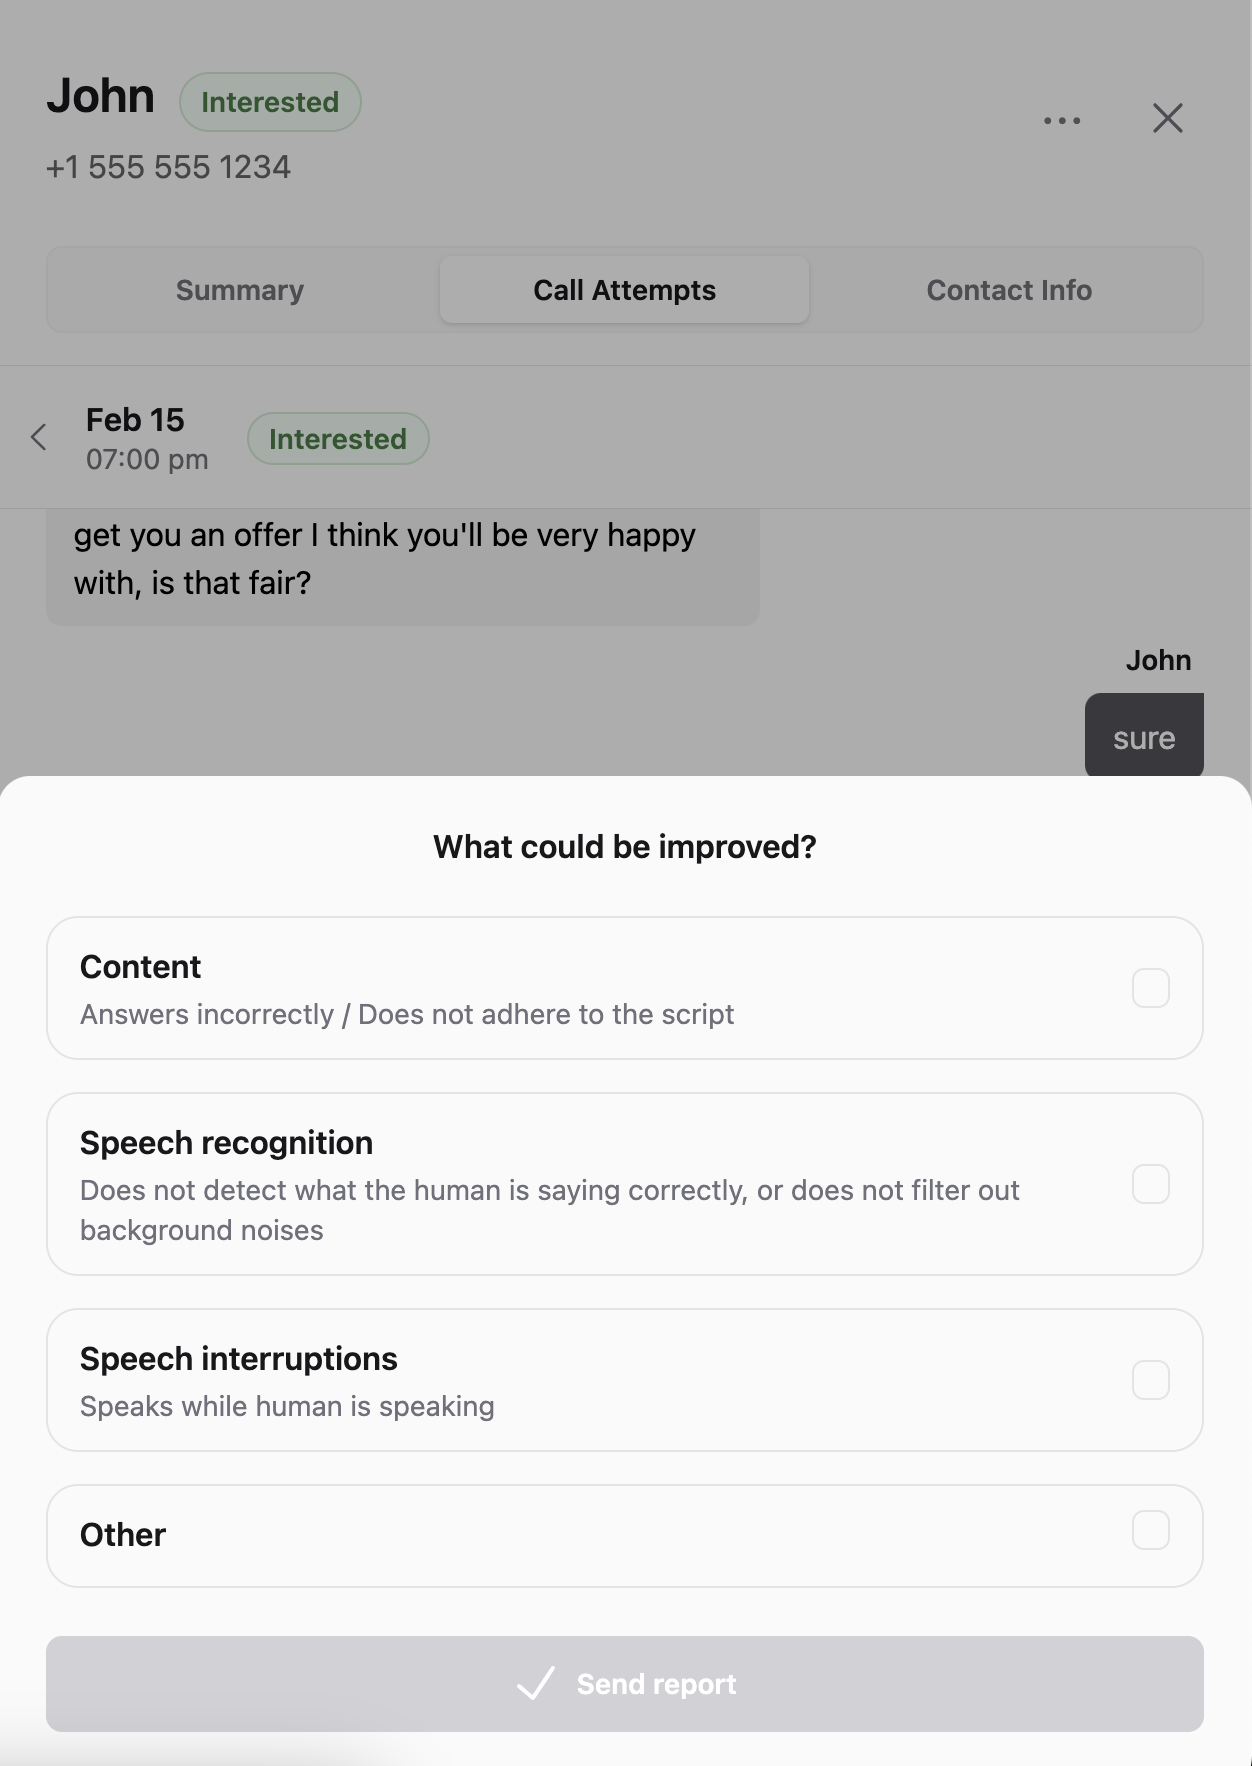 John
Interested
+1 555 555 1234
Summary
Call Attempts
Contact Info
Feb 15
07:00 pm
Interested
get you an offer I think you'll be very happy
with, is that fair?
John
sure
What could be improved?
Content
Answers incorrectly / Does not adhere to the script
Speech recognition
Does not detect what the human is saying correctly, or does not filter out
background noises
Speech interruptions
Speaks while human is speaking
Other
Send report